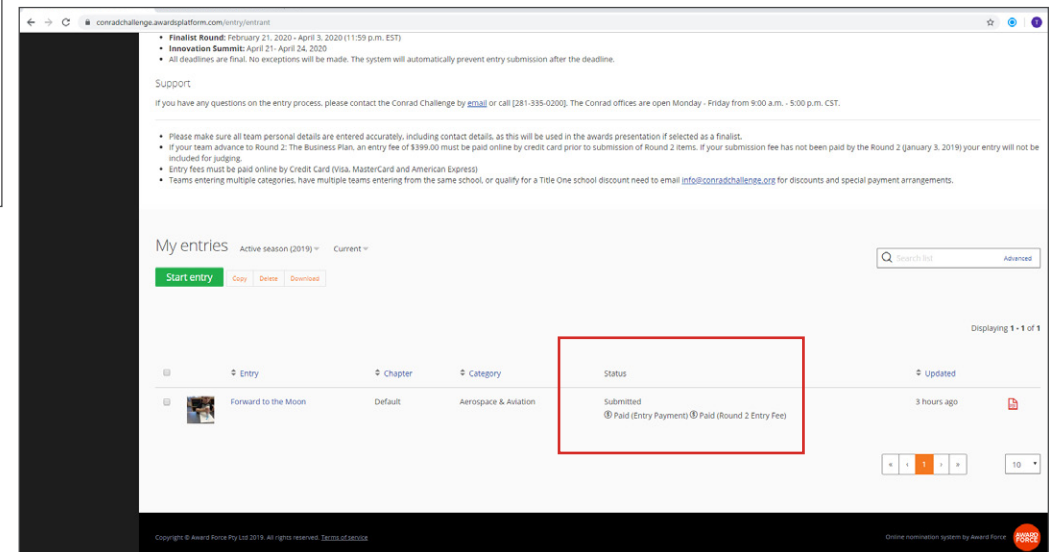 conradchallenge.awardsplatform.com/entry/entrant
• Finalist Round: February 21, 2020 - April 3, 2020 (11:59 p.m. EST)
• Innovation Summit: April 21- April 24, 2020
• All deadlines are final. No exceptions will be made. The system will automatically prevent entry submission after the deadline.
Support
If you have any questions on the entry process, please contact the Conrad Challenge by email or call [281-335-0200]. The Conrad offices are open Monday - Friday from 9:00 a.m. - 5:00 p.m. CST.
• Please make sure all team personal details are entered accurately, including contact details, as this will be used in the awards presentation if selected as a finalist.
• If your team advance to Round 2: The Business Plan, an entry fee of $399.00 must be paid online by credit card prior to submission of Round 2 items. If your submission fee has not been paid by the Round 2 (January 3, 2019) your entry will not be
included for judging.
• Entry fees must be paid online by Credit Card (Visa, MasterCard and American Express)
• Teams entering multiple categories, have multiple teams entering from the same school, or qualify for a Title One school discount need to email info@conradchallenge.org for discounts and special payment arrangements.
My entries Active season (2019) Current
Search list Advanced
Start entry Copy Delete Download
Displaying 1 - 1 of 1
Entry Chapter Category Status Updated
Forward to the Moon Default Aerospace & Aviation Submitted 3 hours ago
Paid (Entry Payment) Paid (Round 2 Entry Fee)
« ‹ 1 › » 10
Copyright © Award Force Pty Ltd 2019. All rights reserved. Terms of service Online nomination system by Award Force AWARD FORCE